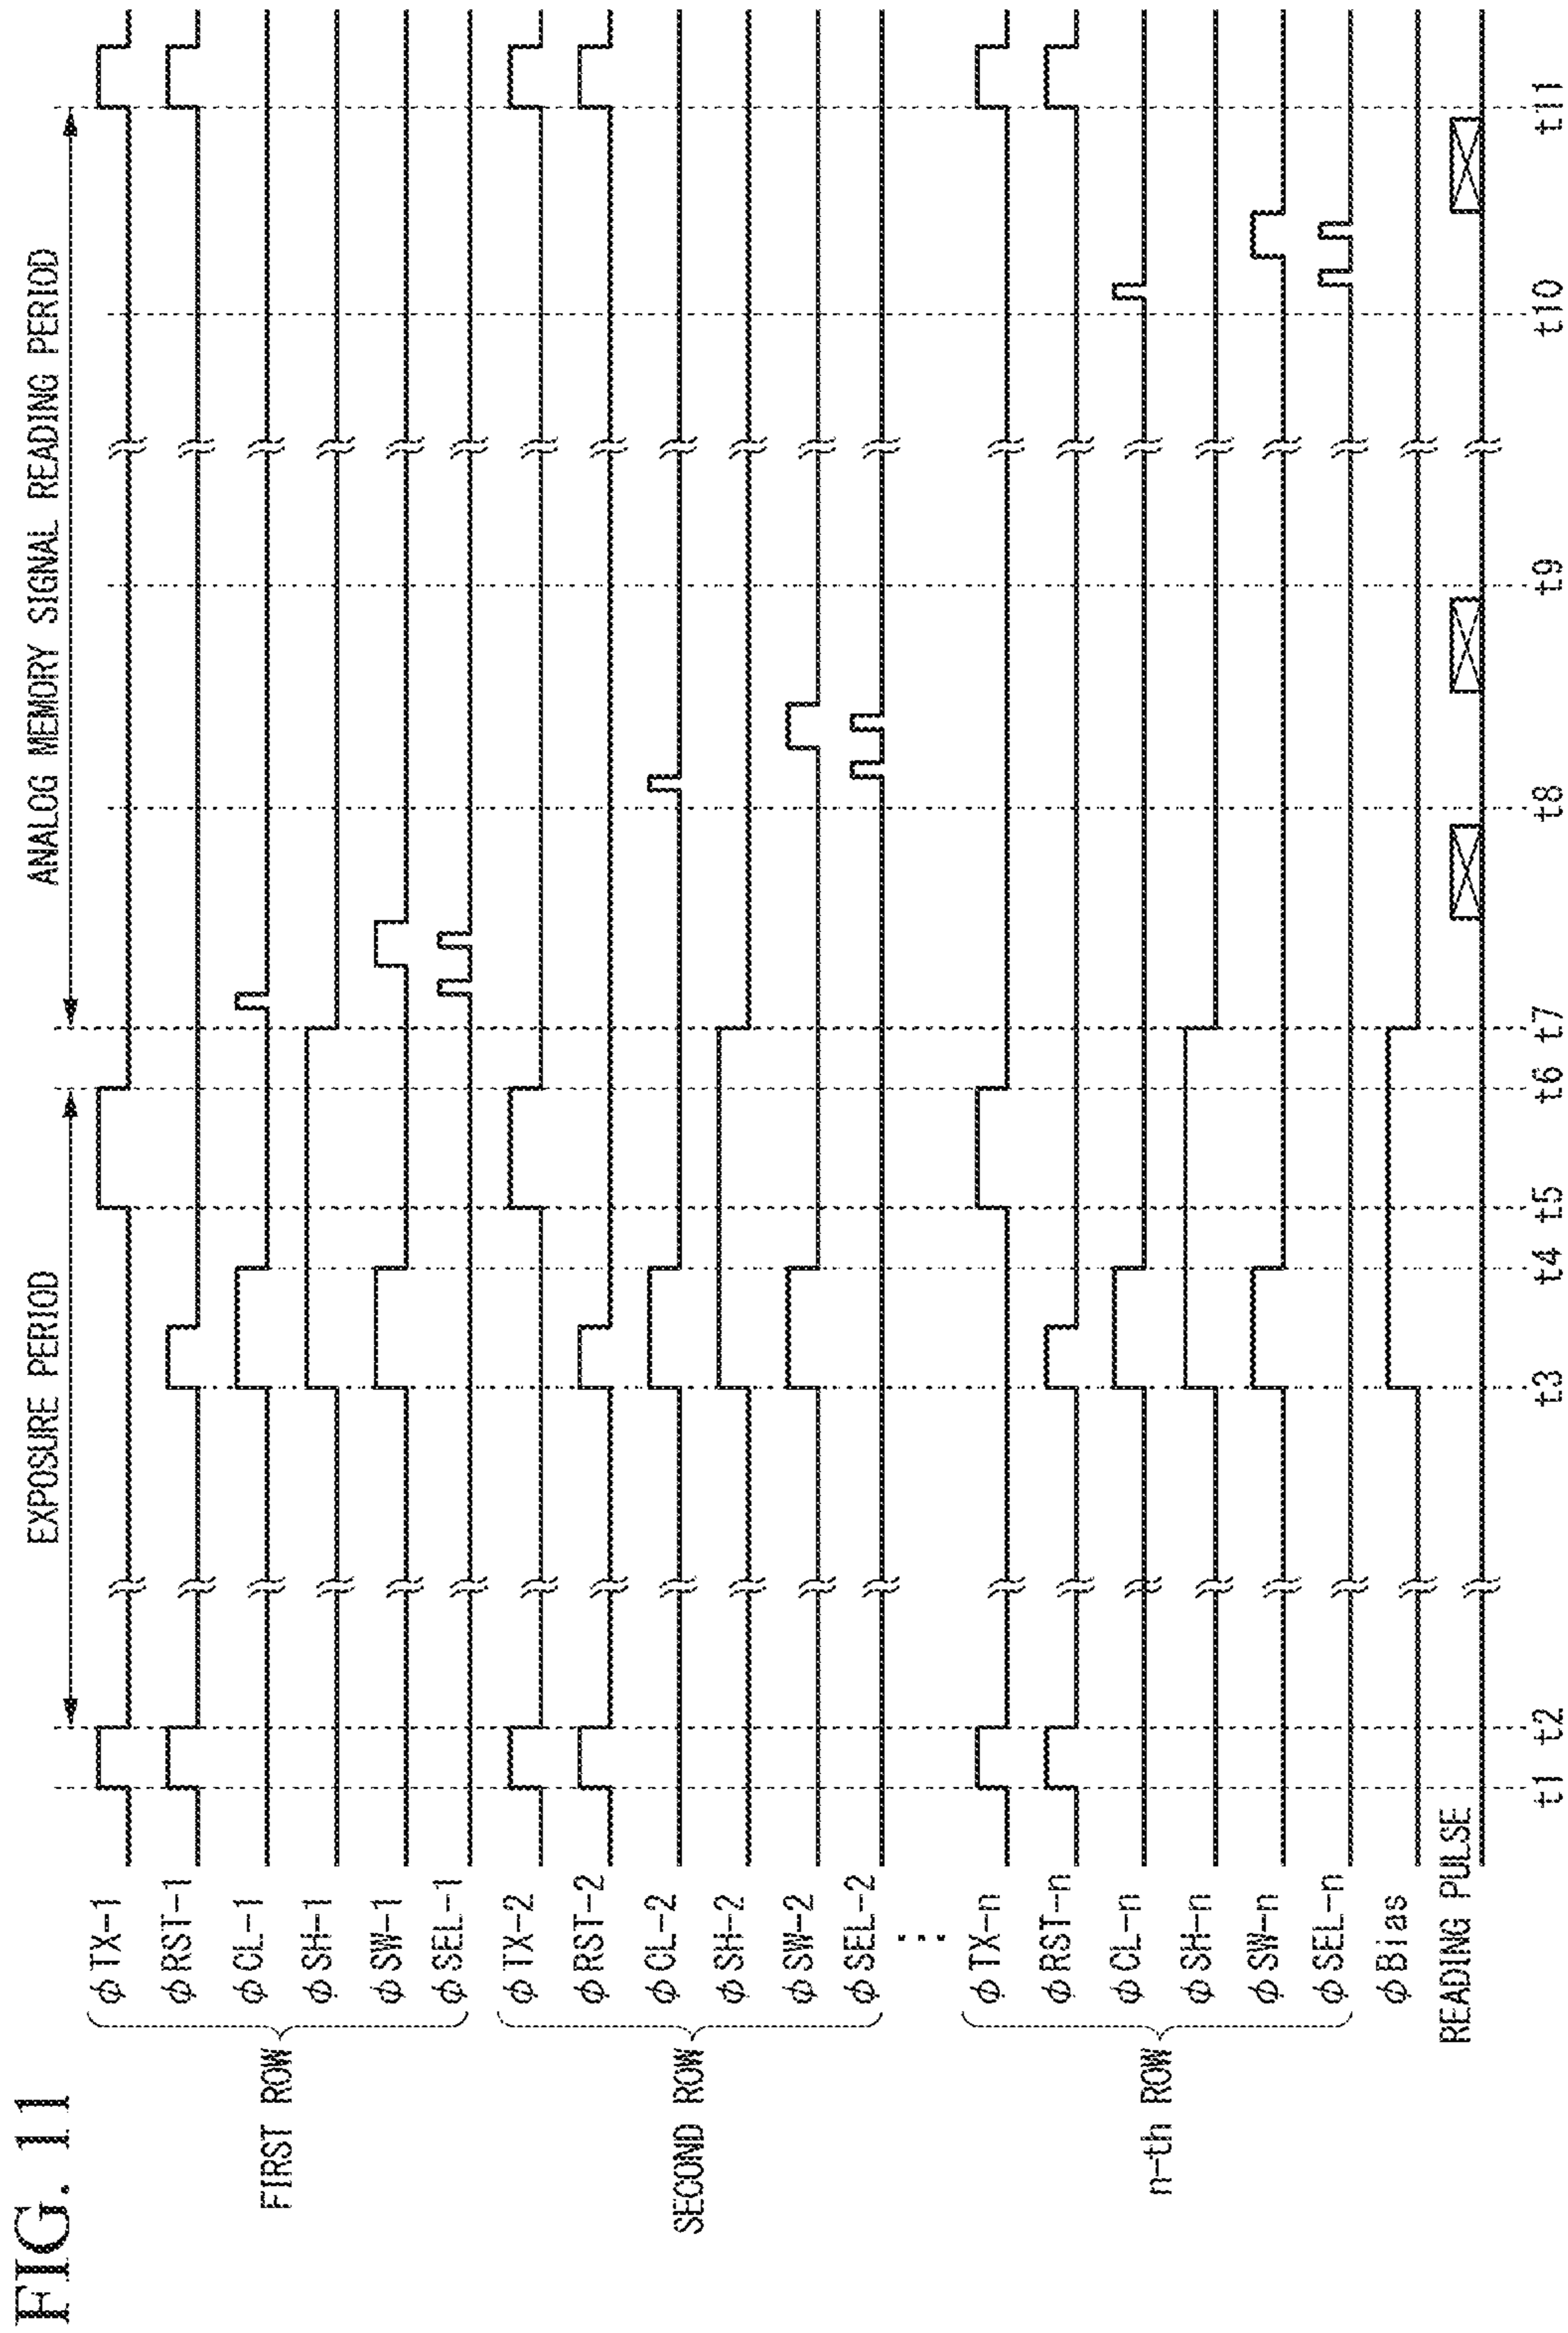 FIG. 11
EXPOSURE PERIOD
ANALOG MEMORY SIGNAL READING PERIOD
FIRST ROW
φTX-1
φRST-1
φCL-1
φSH-1
φSW-1
φSEL-1
SECOND ROW
φTX-2
φRST-2
φCL-2
φSH-2
φSW-2
φSEL-2
⋮
n-th ROW
φTX-n
φRST-n
φCL-n
φSH-n
φSW-n
φSEL-n
φBias
READING PULSE
t1 t2 t3 t4 t5 t6 t7 t8 t9 t10 t11